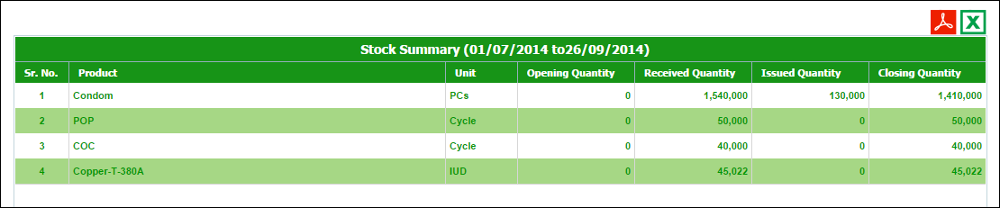 Stock Summary (01/07/2014 to26/09/2014)
Sr. No. Product Unit Opening Quantity Received Quantity Issued Quantity Closing Quantity
1 Condom PCs 0 1,540,000 130,000 1,410,000
2 POP Cycle 0 50,000 0 50,000
3 COC Cycle 0 40,000 0 40,000
4 Copper-T-380A IUD 0 45,022 0 45,022